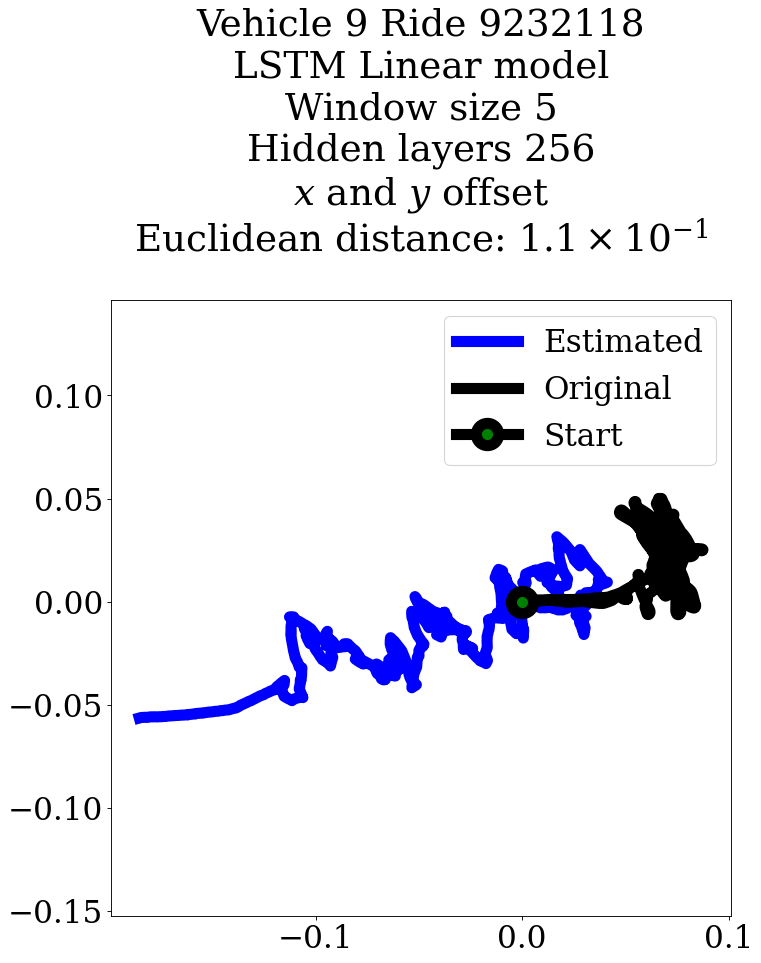 Vehicle 9 Ride 9232118
LSTM Linear model
Window size 5
Hidden layers 256
x and y offset
Euclidean distance: 1.1 × 10⁻¹
Estimated
Original
Start
0.10
0.05
0.00
−0.05
−0.10
−0.15
−0.1 0.0 0.1